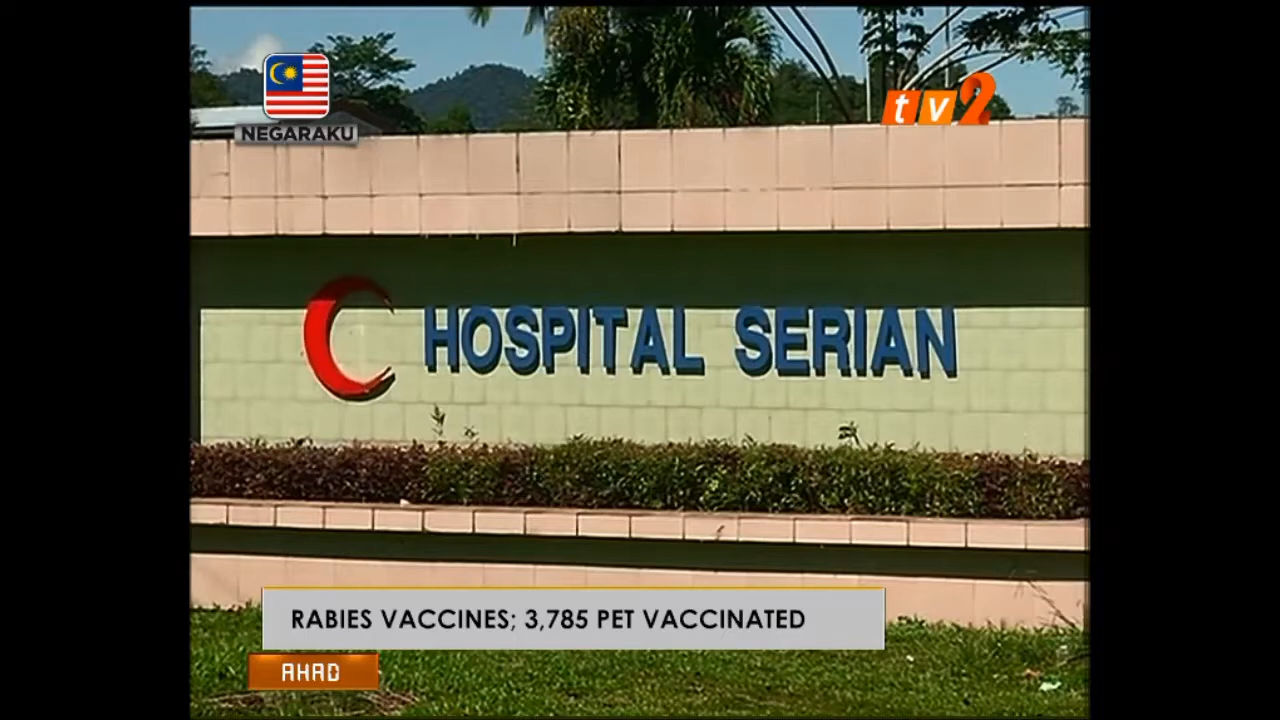 NEGARAKU
tv2
HOSPITAL SERIAN
RABIES VACCINES; 3,785 PET VACCINATED
AHAD